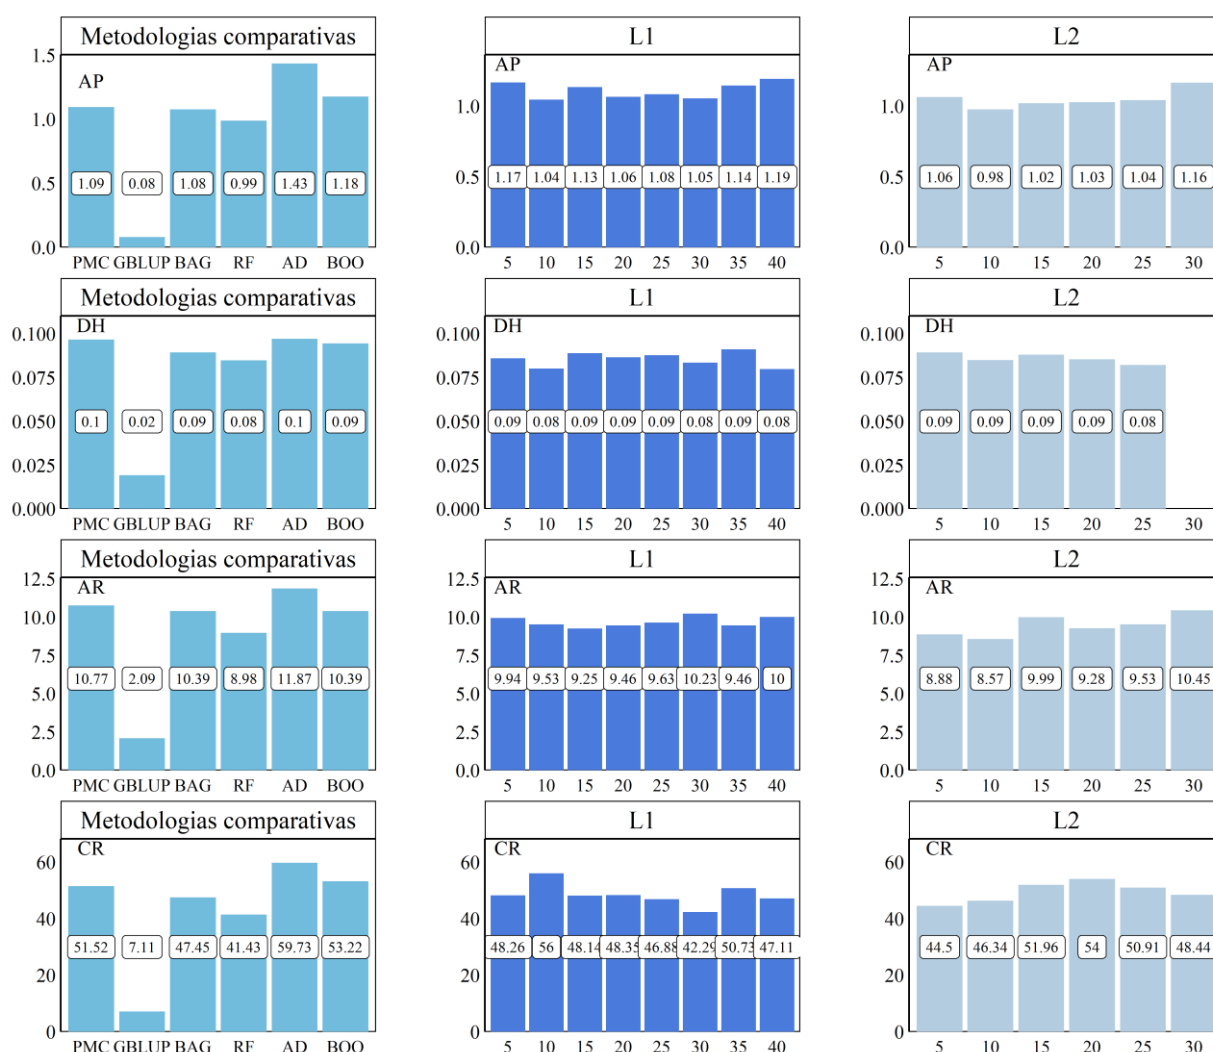 Metodologias comparativas
L1
L2
1.5
1.0
0.5
0.0
AP
1.09 0.08 1.08 0.99 1.43 1.18
PMC GBLUP BAG RF AD BOO
1.0
0.5
0.0
AP
1.17 1.04 1.13 1.06 1.08 1.05 1.14 1.19
5 10 15 20 25 30 35 40
1.0
0.5
0.0
AP
1.06 0.98 1.02 1.03 1.04 1.16
5 10 15 20 25 30
Metodologias comparativas
L1
L2
0.100
0.075
0.050
0.025
0.000
DH
0.1 0.02 0.09 0.08 0.1 0.09
PMC GBLUP BAG RF AD BOO
0.100
0.075
0.050
0.025
0.000
DH
0.09 0.08 0.09 0.09 0.09 0.08 0.09 0.08
5 10 15 20 25 30 35 40
0.100
0.075
0.050
0.025
0.000
DH
0.09 0.09 0.09 0.09 0.08
5 10 15 20 25 30
Metodologias comparativas
L1
L2
12.5
10.0
7.5
5.0
2.5
0.0
AR
10.77 2.09 10.39 8.98 11.87 10.39
PMC GBLUP BAG RF AD BOO
12.5
10.0
7.5
5.0
2.5
0.0
AR
9.94 9.53 9.25 9.46 9.63 10.23 9.46 10
5 10 15 20 25 30 35 40
12.5
10.0
7.5
5.0
2.5
0.0
AR
8.88 8.57 9.99 9.28 9.53 10.45
5 10 15 20 25 30
Metodologias comparativas
L1
L2
60
40
20
0
CR
51.52 7.11 47.45 41.43 59.73 53.22
PMC GBLUP BAG RF AD BOO
60
40
20
0
CR
48.26 56 48.14 48.35 46.88 42.29 50.73 47.11
5 10 15 20 25 30 35 40
60
40
20
0
CR
44.5 46.34 51.96 54 50.91 48.44
5 10 15 20 25 30